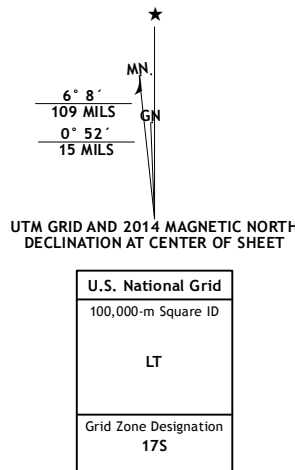 MN.
6° 8´
109 MILS
GN
0° 52´
15 MILS
UTM GRID AND 2014 MAGNETIC NORTH
DECLINATION AT CENTER OF SHEET
U.S. National Grid
100,000-m Square ID
LT
Grid Zone Designation
17S